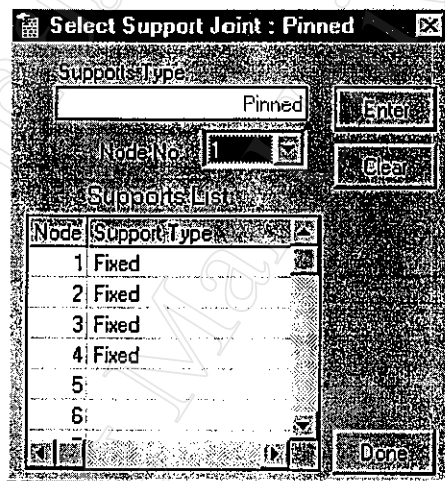 Select Support Joint : Pinned
Supports Type
Pinned
Enter
Node No.
1
Clear
Supports List
Node Support Type
1 Fixed
2 Fixed
3 Fixed
4 Fixed
5
6
Done